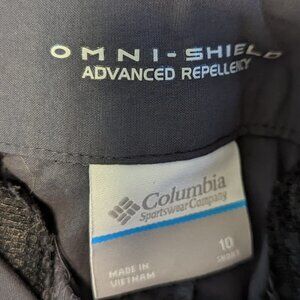 OMNI-SHIELD
ADVANCED REPELLENCY
Columbia
Sportswear Company
10
SHORT
MADE IN
VIETNAM